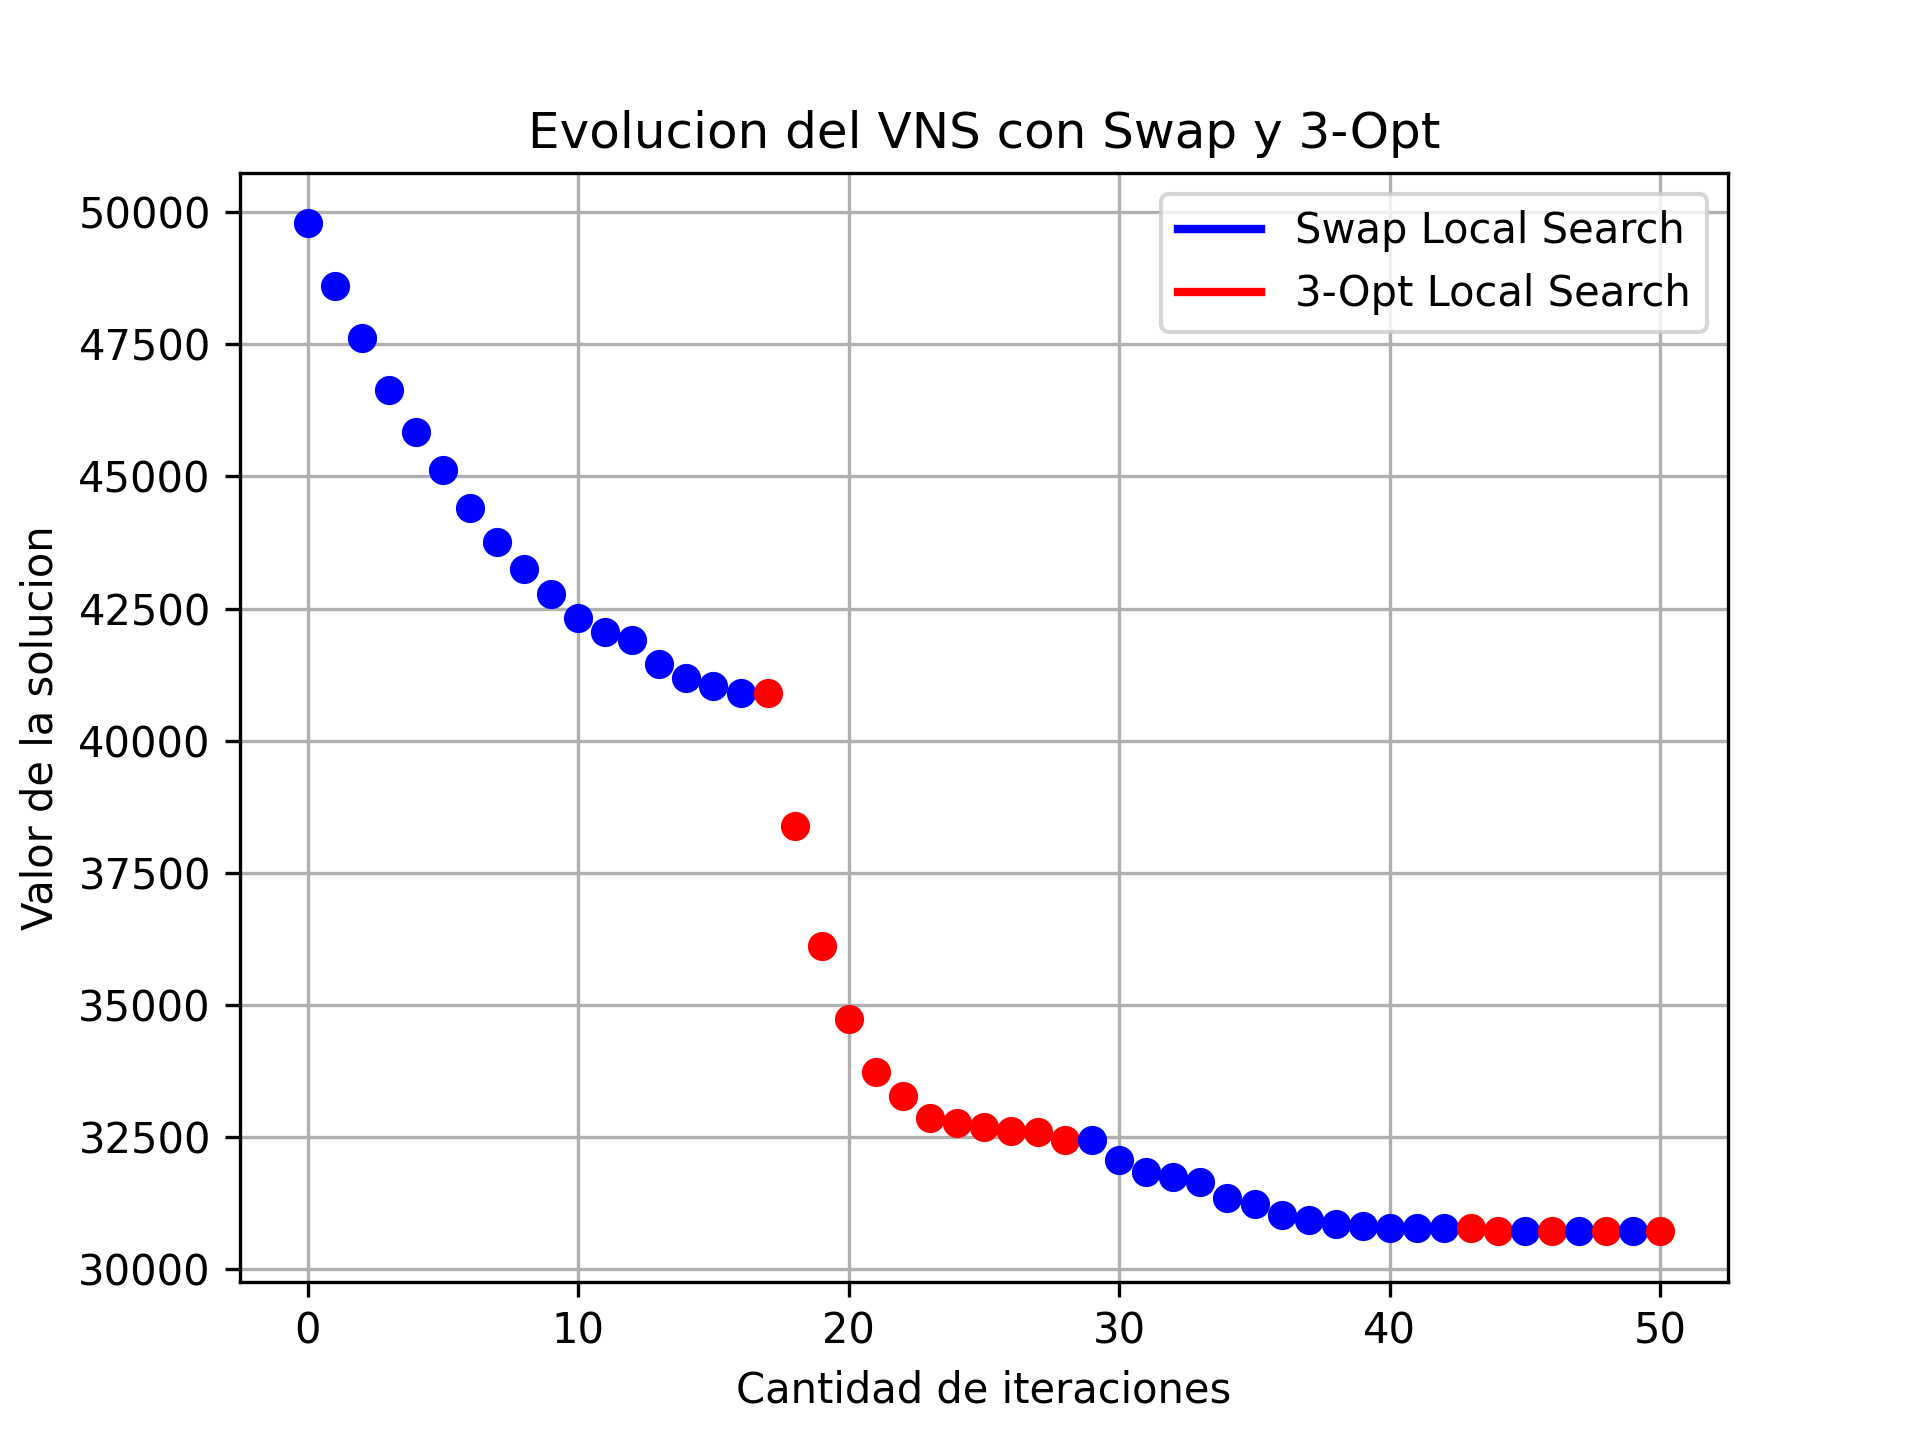 Evolucion del VNS con Swap y 3-Opt
Swap Local Search
3-Opt Local Search
Valor de la solucion
50000
47500
45000
42500
40000
37500
35000
32500
30000
0 10 20 30 40 50
Cantidad de iteraciones